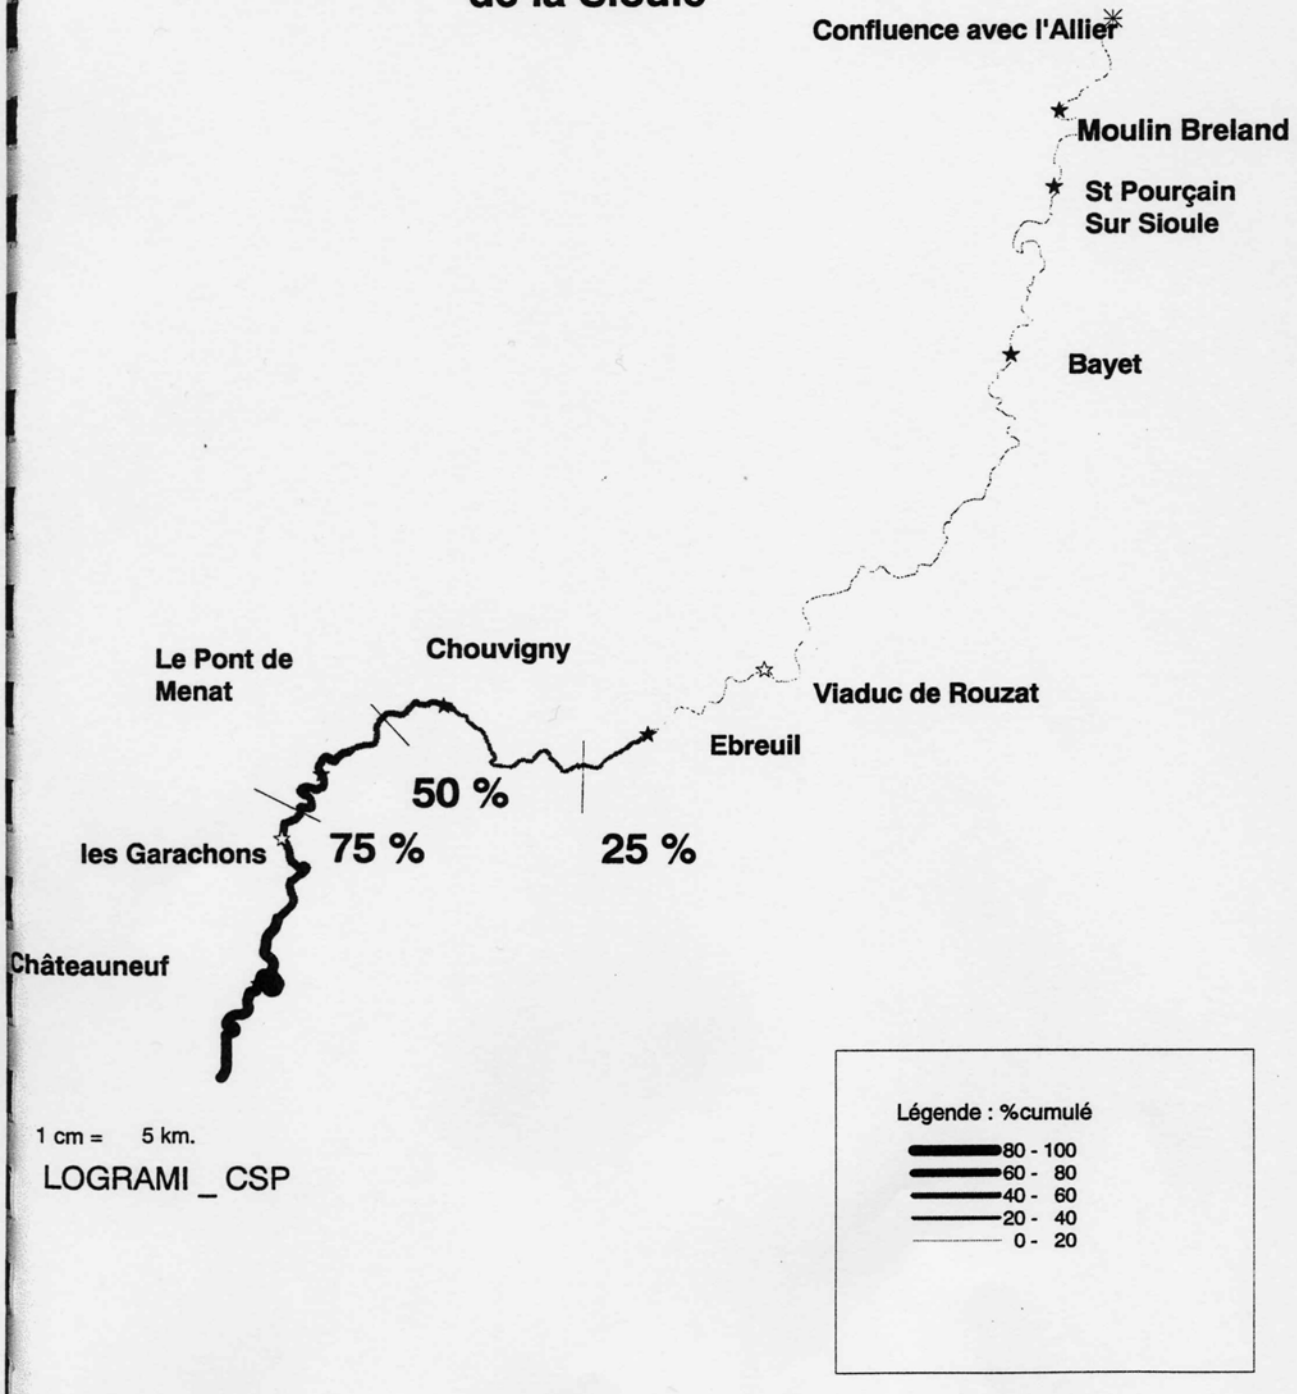 de la Sioule
Confluence avec l'Allier
Moulin Breland
St Pourçain
Sur Sioule
Bayet
Le Pont de
Menat
Chouvigny
Viaduc de Rouzat
Ebreuil
50 %
les Garachons
75 %
25 %
Châteauneuf
1 cm = 5 km.
LOGRAMI _ CSP
Légende : %cumulé
80 - 100
60 - 80
40 - 60
20 - 40
0 - 20